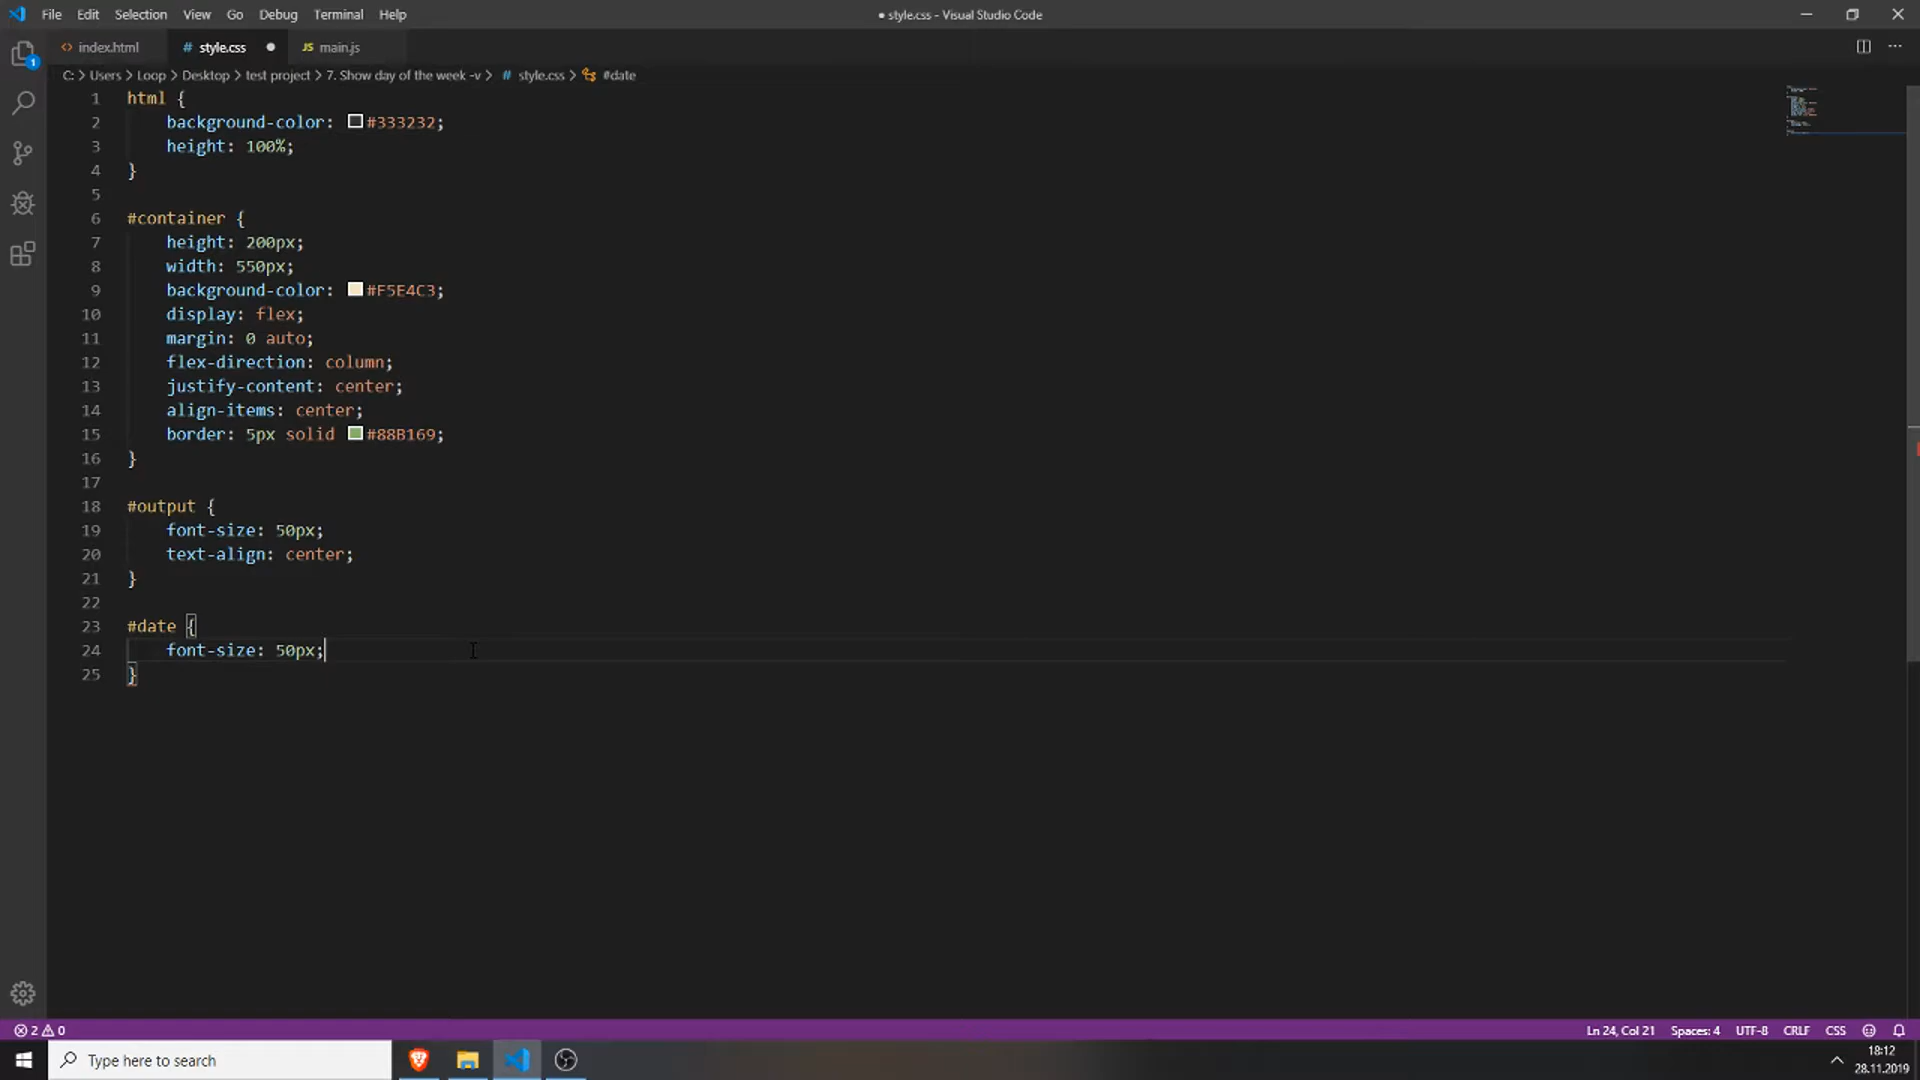 File Edit Selection View Go Debug Terminal Help
● style.css - Visual Studio Code
<> index.html
# style.css ●
JS main.js
C: > Users > Loop > Desktop > test project > 7. Show day of the week -v > # style.css > #date
1 html {
2 background-color: #333232;
3 height: 100%;
4 }
5
6 #container {
7 height: 200px;
8 width: 550px;
9 background-color: #F5E4C3;
10 display: flex;
11 margin: 0 auto;
12 flex-direction: column;
13 justify-content: center;
14 align-items: center;
15 border: 5px solid #88B169;
16 }
17
18 #output {
19 font-size: 50px;
20 text-align: center;
21 }
22
23 #date {
24 font-size: 50px;
25 }
1
2 0
Ln 24, Col 21 Spaces: 4 UTF-8 CRLF CSS
Type here to search
18:12
28.11.2019